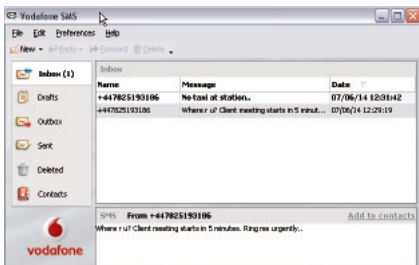 Vodafone SMS
File Edit Preferences Help
New Reply Forward Delete
Inbox (1)
Drafts
Outbox
Sent
Deleted
Contacts
Inbox
Name Message Date
+447825193186 No taxi at station.. 07/06/14 12:31:42
+447825193186 Where r u? Client meeting starts in 5 minut... 07/06/14 12:29:19
SMS From +447825193186 Add to contacts
Where r u? Client meeting starts in 5 minutes. Ring me urgently..
vodafone